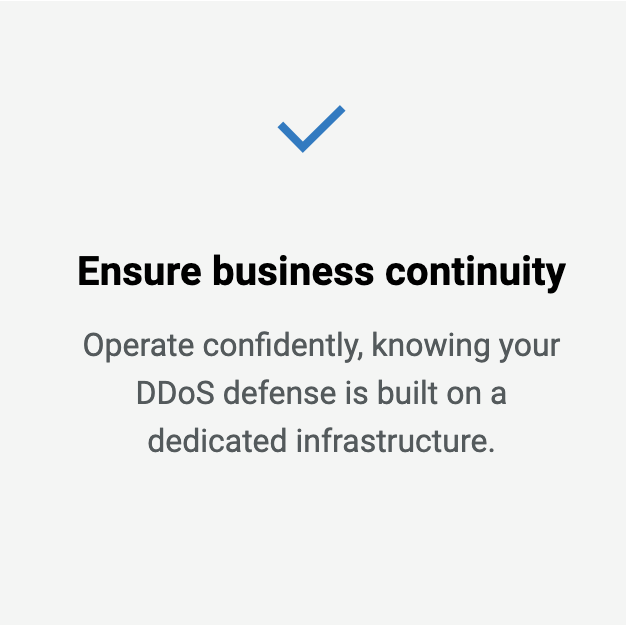 Ensure business continuity
Operate confidently, knowing your
DDoS defense is built on a
dedicated infrastructure.